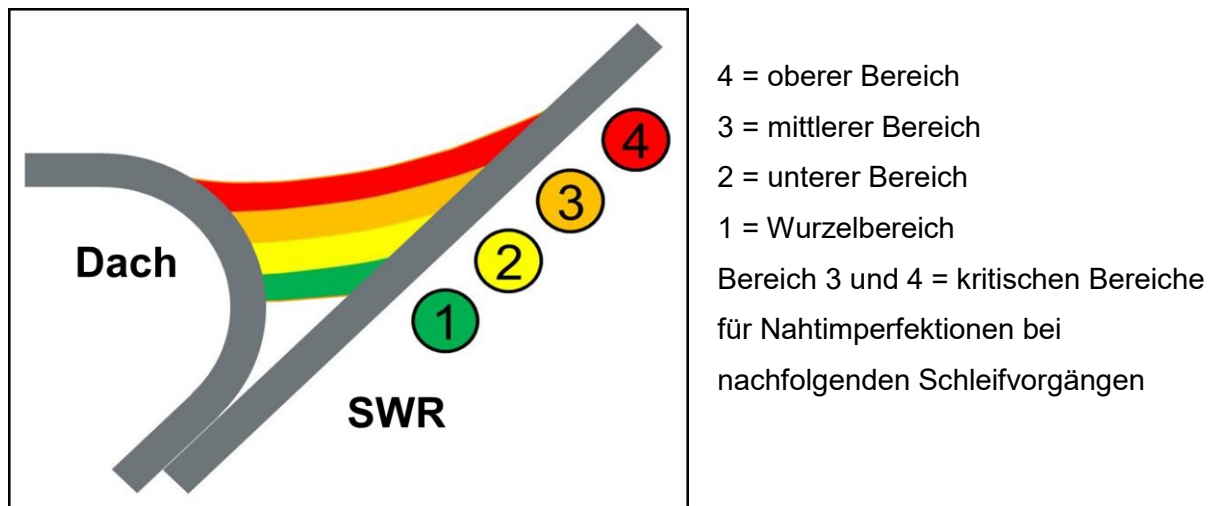 Dach
SWR
4
3
2
1
4 = oberer Bereich
3 = mittlerer Bereich
2 = unterer Bereich
1 = Wurzelbereich
Bereich 3 und 4 = kritischen Bereiche
für Nahtimperfektionen bei
nachfolgenden Schleifvorgängen